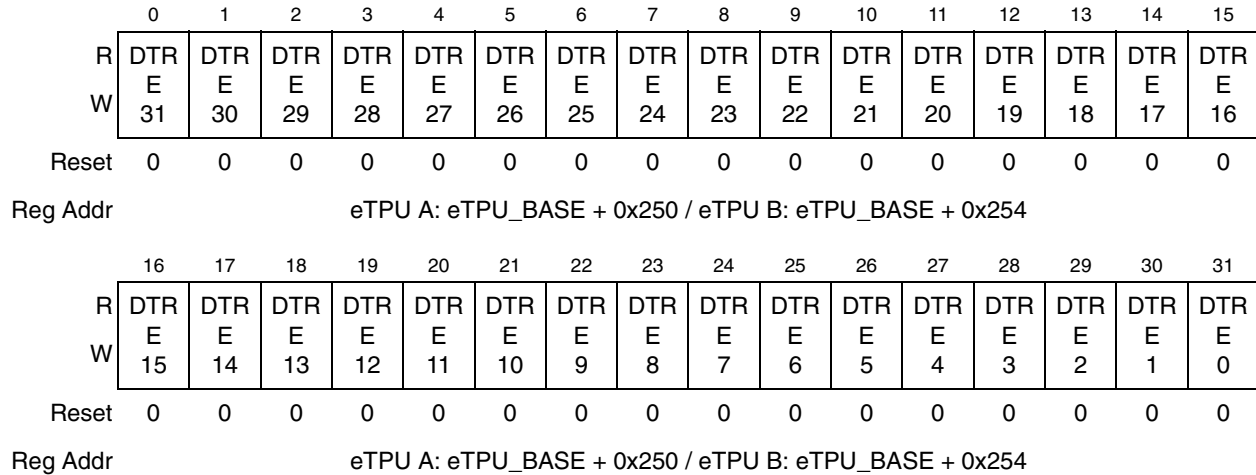 0 1 2 3 4 5 6 7 8 9 10 11 12 13 14 15
R DTR DTR DTR DTR DTR DTR DTR DTR DTR DTR DTR DTR DTR DTR DTR DTR
E E E E E E E E E E E E E E E E
W 31 30 29 28 27 26 25 24 23 22 21 20 19 18 17 16
Reset 0 0 0 0 0 0 0 0 0 0 0 0 0 0 0 0
Reg Addr eTPU A: eTPU_BASE + 0x250 / eTPU B: eTPU_BASE + 0x254
16 17 18 19 20 21 22 23 24 25 26 27 28 29 30 31
R DTR DTR DTR DTR DTR DTR DTR DTR DTR DTR DTR DTR DTR DTR DTR DTR
E E E E E E E E E E E E E E E E
W 15 14 13 12 11 10 9 8 7 6 5 4 3 2 1 0
Reset 0 0 0 0 0 0 0 0 0 0 0 0 0 0 0 0
Reg Addr eTPU A: eTPU_BASE + 0x250 / eTPU B: eTPU_BASE + 0x254